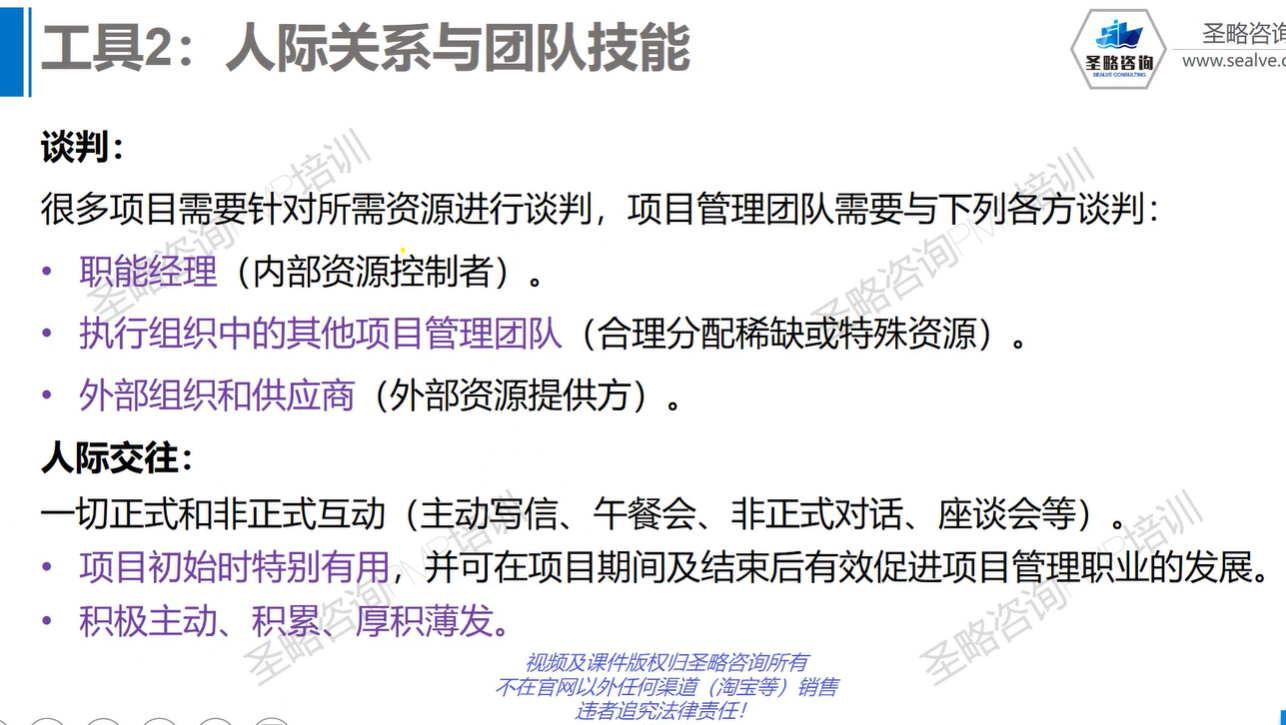 工具2：人际关系与团队技能
圣略咨询
SEALVE CONSULTING
圣略咨询
www.sealve.c
谈判：
很多项目需要针对所需资源进行谈判，项目管理团队需要与下列各方谈判：
• 职能经理（内部资源控制者）。
• 执行组织中的其他项目管理团队（合理分配稀缺或特殊资源）。
• 外部组织和供应商（外部资源提供方）。
人际交往：
一切正式和非正式互动（主动写信、午餐会、非正式对话、座谈会等）。
• 项目初始时特别有用，并可在项目期间及结束后有效促进项目管理职业的发展。
• 积极主动、积累、厚积薄发。
视频及课件版权归圣略咨询所有
不在官网以外任何渠道（淘宝等）销售
违者追究法律责任！
圣略咨询PMP培训
圣略咨询PMP培训
圣略咨询PMP培训
圣略咨询PMP培训